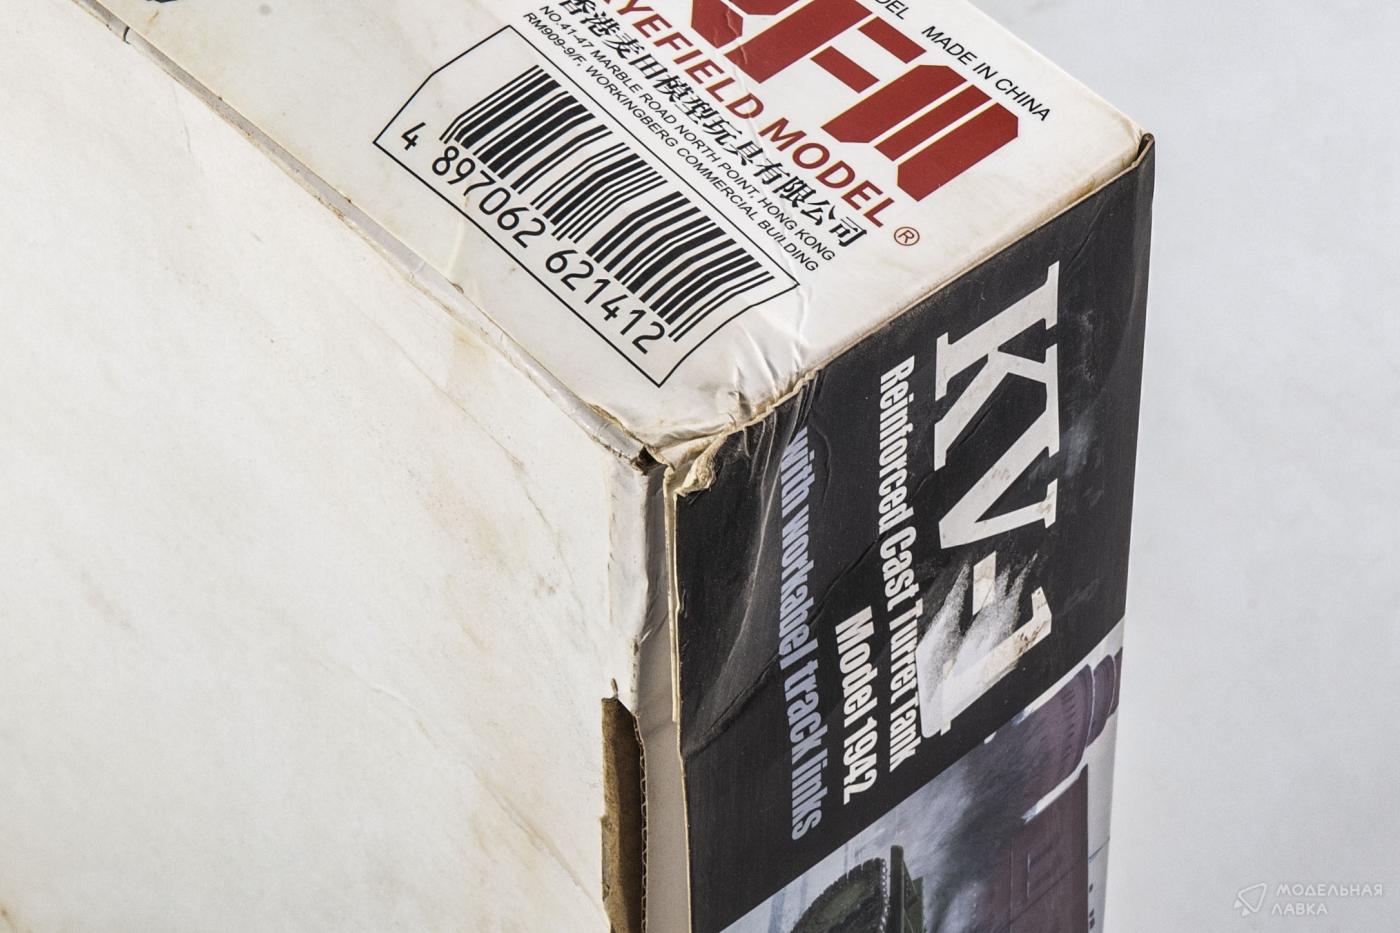 RFM
MADE IN CHINA
RYEFIELD MODEL®
香港麦田模型玩具有限公司
NO.41-47 MARBLE ROAD NORTH POINT, HONG KONG
RM909-9/F, WORKINGBERG COMMERCIAL BUILDING
4 897062 621412
KV-1
Reinforced Cast Turret Tank
Model 1942
with workabel track links
МОДЕЛЬНАЯ
ЛАВКА